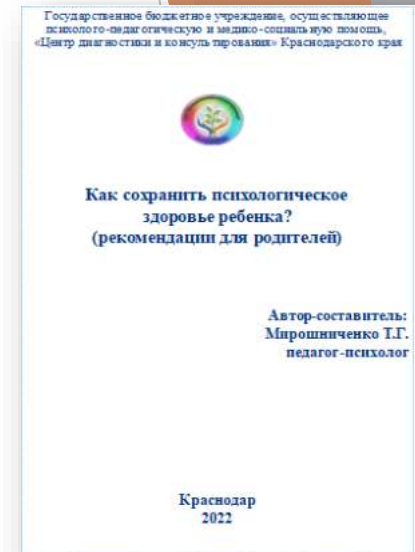 Государственное бюджетное учреждение, осуществляющее
психолого-педагогическую и медико-социальную помощь,
«Центр диагностики и консультирования» Краснодарского края
Как сохранить психологическое
здоровье ребенка?
(рекомендации для родителей)
Автор-составитель:
Мирошниченко Т.Г.
педагог-психолог
Краснодар
2022